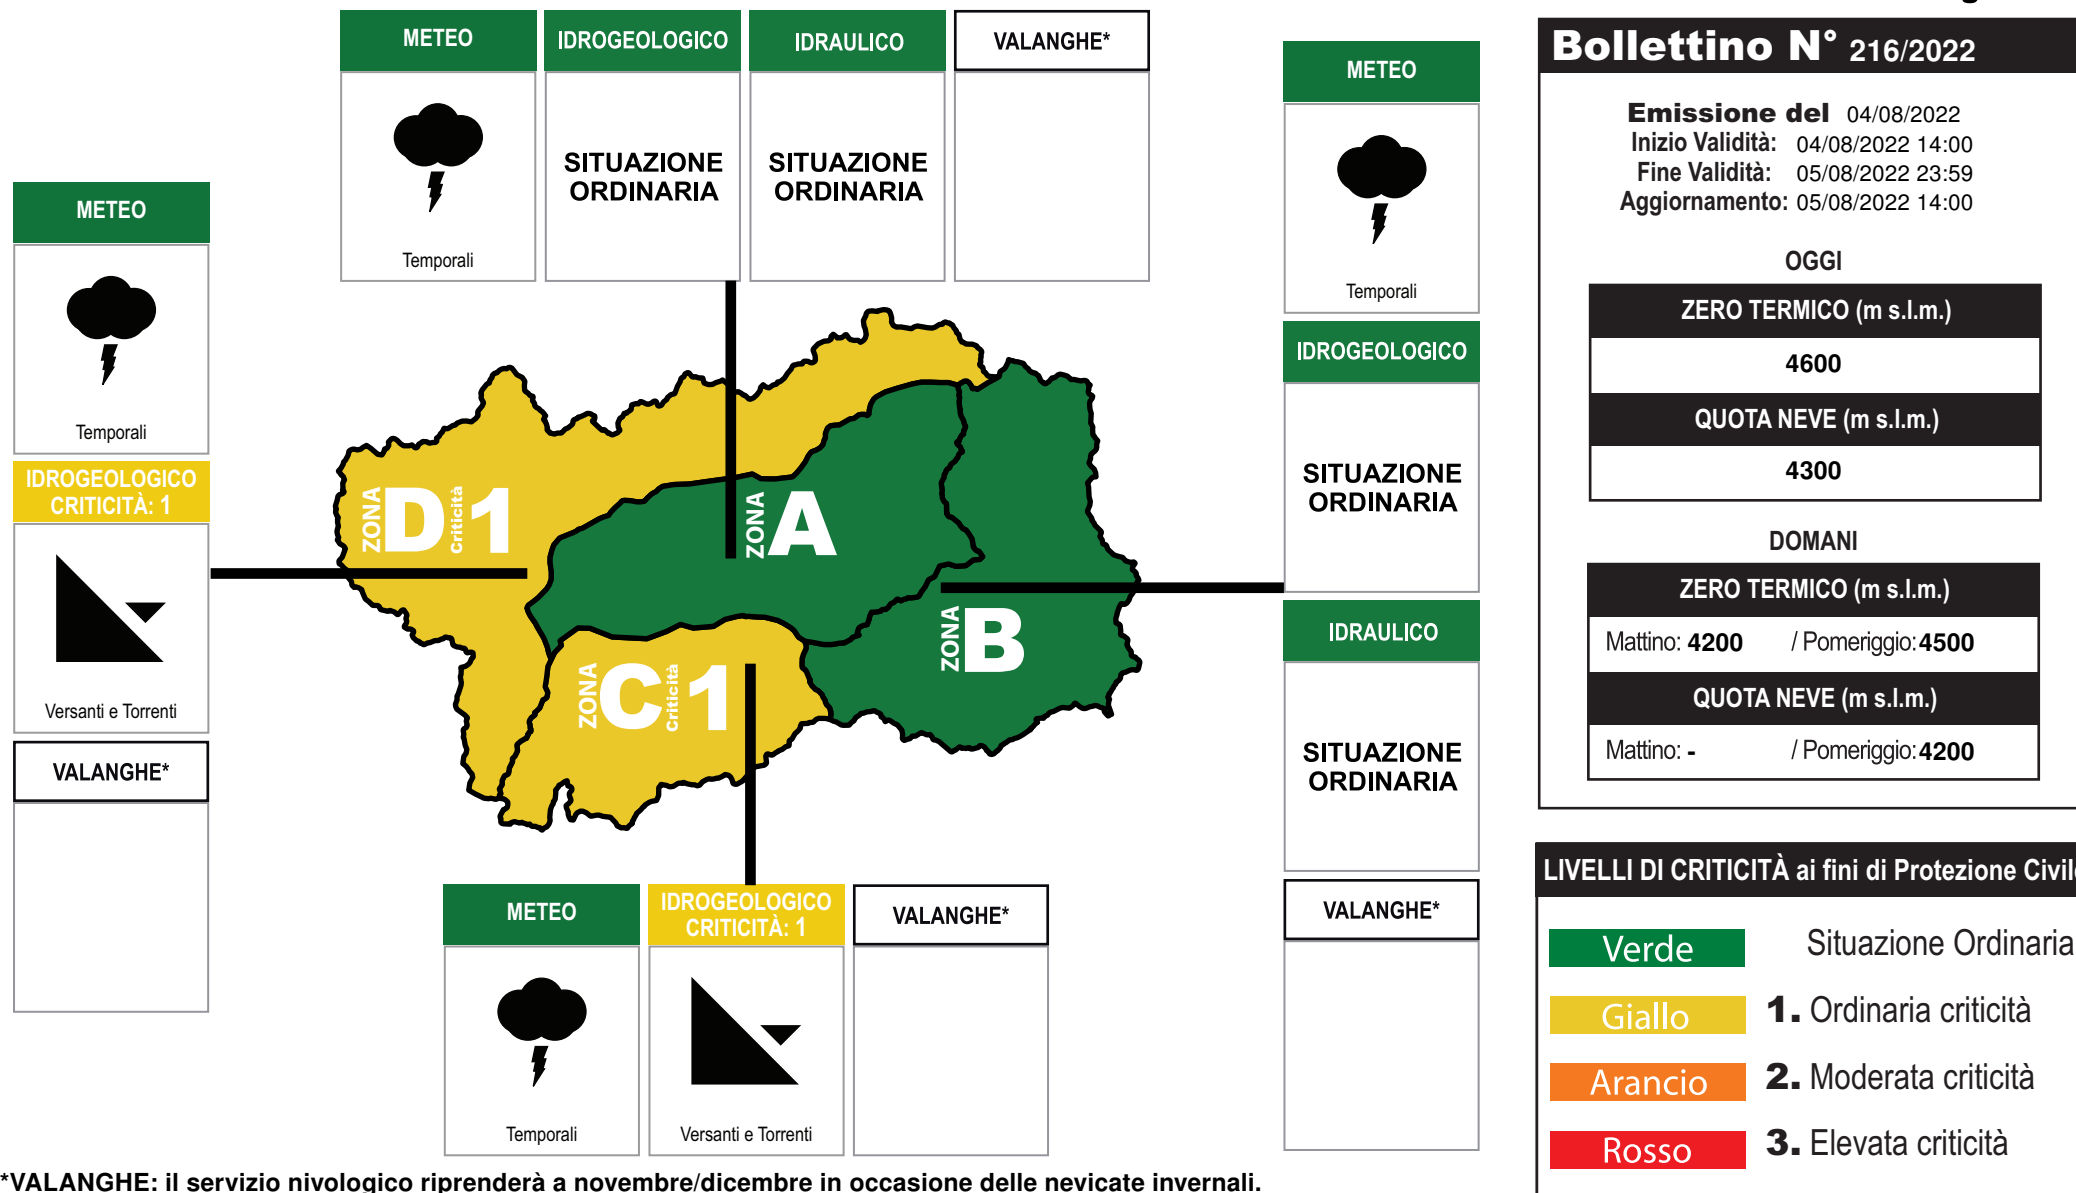 METEO
Temporali
IDROGEOLOGICO
SITUAZIONE
ORDINARIA
IDRAULICO
SITUAZIONE
ORDINARIA
VALANGHE*
METEO
Temporali
IDROGEOLOGICO
CRITICITÀ: 1
Versanti e Torrenti
VALANGHE*
ZONA D Criticità 1
ZONA A
ZONA B
ZONA C Criticità 1
METEO
Temporali
IDROGEOLOGICO
SITUAZIONE
ORDINARIA
IDRAULICO
SITUAZIONE
ORDINARIA
VALANGHE*
METEO
Temporali
IDROGEOLOGICO
CRITICITÀ: 1
Versanti e Torrenti
VALANGHE*
*VALANGHE: il servizio nivologico riprenderà a novembre/dicembre in occasione delle nevicate invernali.
Bollettino N° 216/2022
Emissione del 04/08/2022
Inizio Validità: 04/08/2022 14:00
Fine Validità: 05/08/2022 23:59
Aggiornamento: 05/08/2022 14:00
OGGI
ZERO TERMICO (m s.l.m.)
4600
QUOTA NEVE (m s.l.m.)
4300
DOMANI
ZERO TERMICO (m s.l.m.)
Mattino: 4200 / Pomeriggio: 4500
QUOTA NEVE (m s.l.m.)
Mattino: - / Pomeriggio: 4200
LIVELLI DI CRITICITÀ ai fini di Protezione Civile
Verde Situazione Ordinaria
Giallo 1. Ordinaria criticità
Arancio 2. Moderata criticità
Rosso 3. Elevata criticità